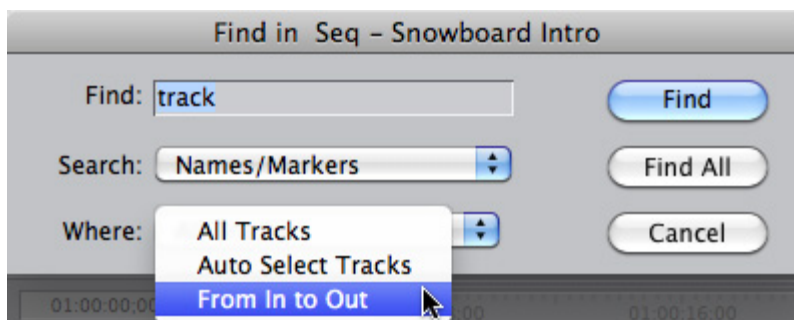 Find in Seq – Snowboard Intro
Find: track
Find
Search: Names/Markers
Find All
Where:
All Tracks
Auto Select Tracks
From In to Out
Cancel
01:00:00;00
01:00:16:00